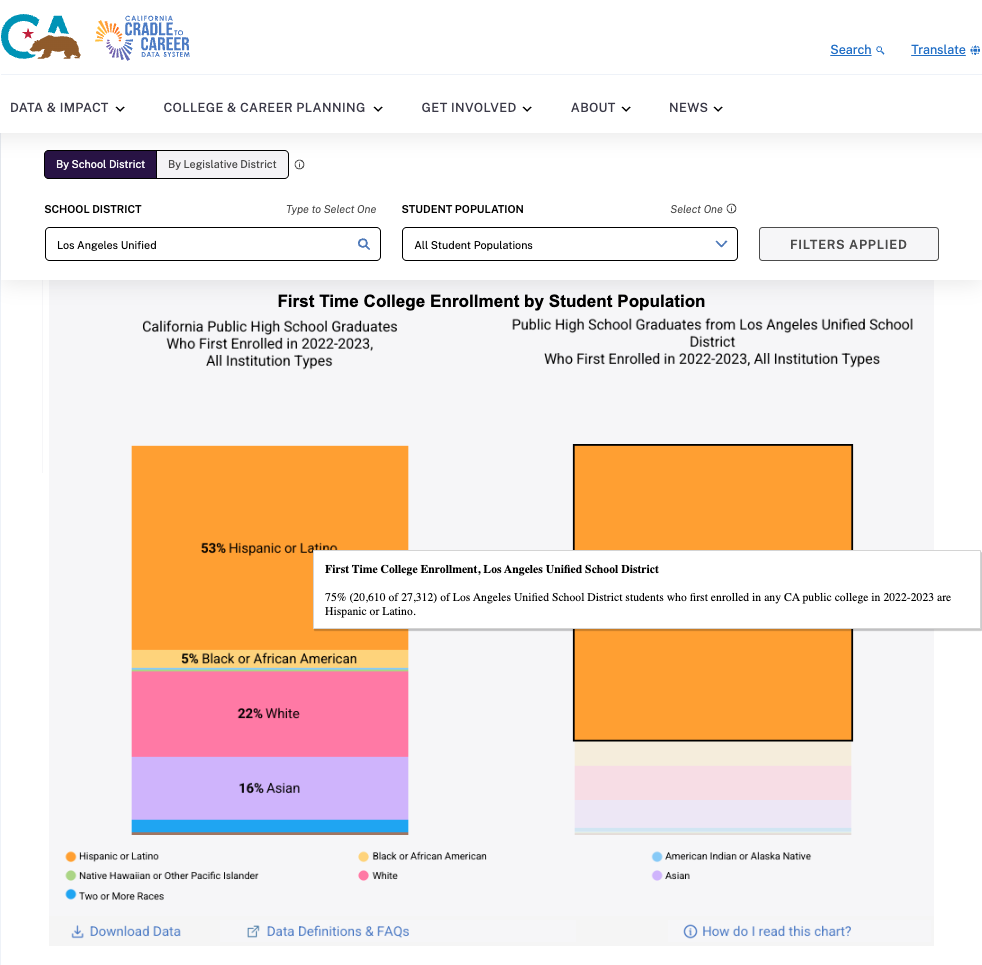 CALIFORNIA
CRADLE TO
CAREER
DATA SYSTEM
CA
Search
Translate
DATA & IMPACT
COLLEGE & CAREER PLANNING
GET INVOLVED
ABOUT
NEWS
By School District
By Legislative District
SCHOOL DISTRICT
Type to Select One
STUDENT POPULATION
Select One
Los Angeles Unified
All Student Populations
FILTERS APPLIED
First Time College Enrollment by Student Population
California Public High School Graduates
Who First Enrolled in 2022-2023,
All Institution Types
Public High School Graduates from Los Angeles Unified School
District
Who First Enrolled in 2022-2023, All Institution Types
53% Hispanic or Latino
First Time College Enrollment, Los Angeles Unified School District
75% (20,610 of 27,312) of Los Angeles Unified School District students who first enrolled in any CA public college in 2022-2023 are
Hispanic or Latino.
5% Black or African American
22% White
16% Asian
Hispanic or Latino
Black or African American
American Indian or Alaska Native
Native Hawaiian or Other Pacific Islander
White
Asian
Two or More Races
Download Data
Data Definitions & FAQs
How do I read this chart?